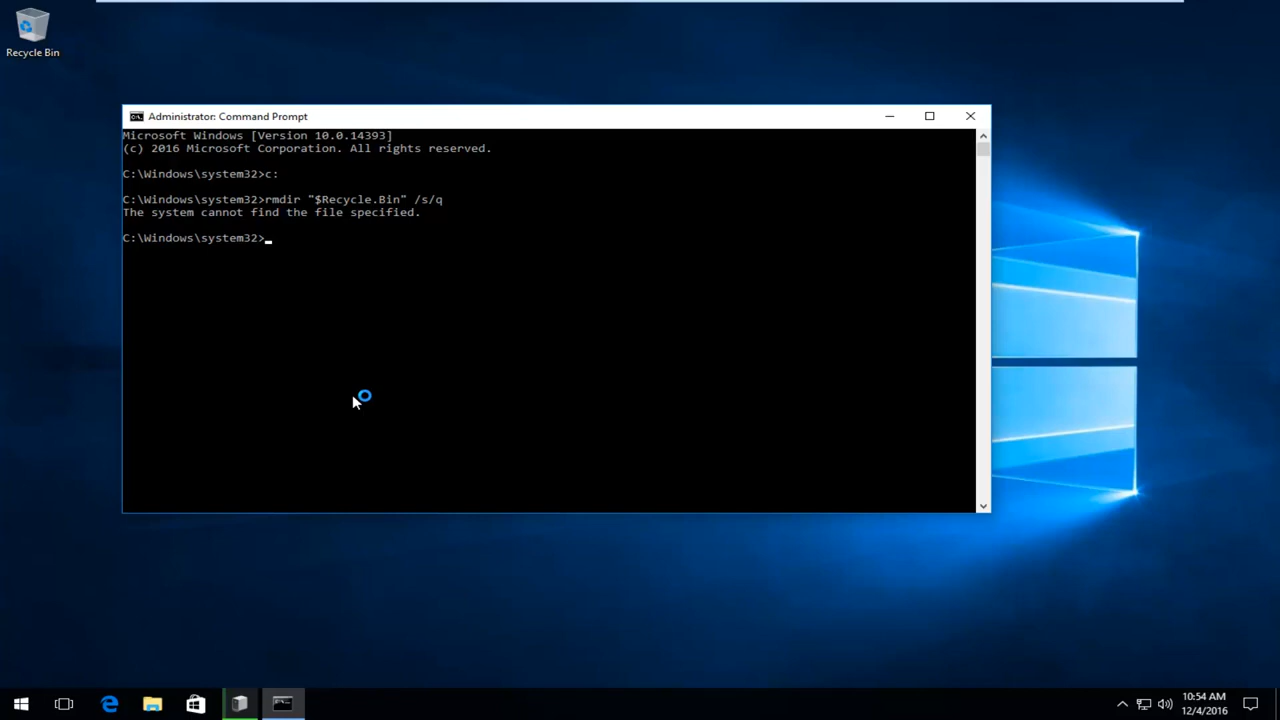 Recycle Bin
Administrator: Command Prompt
Microsoft Windows [Version 10.0.14393]
(c) 2016 Microsoft Corporation. All rights reserved.
C:\Windows\system32>c:
C:\Windows\system32>rmdir "$Recycle.Bin" /s/q
The system cannot find the file specified.
C:\Windows\system32>
10:54 AM
12/4/2016